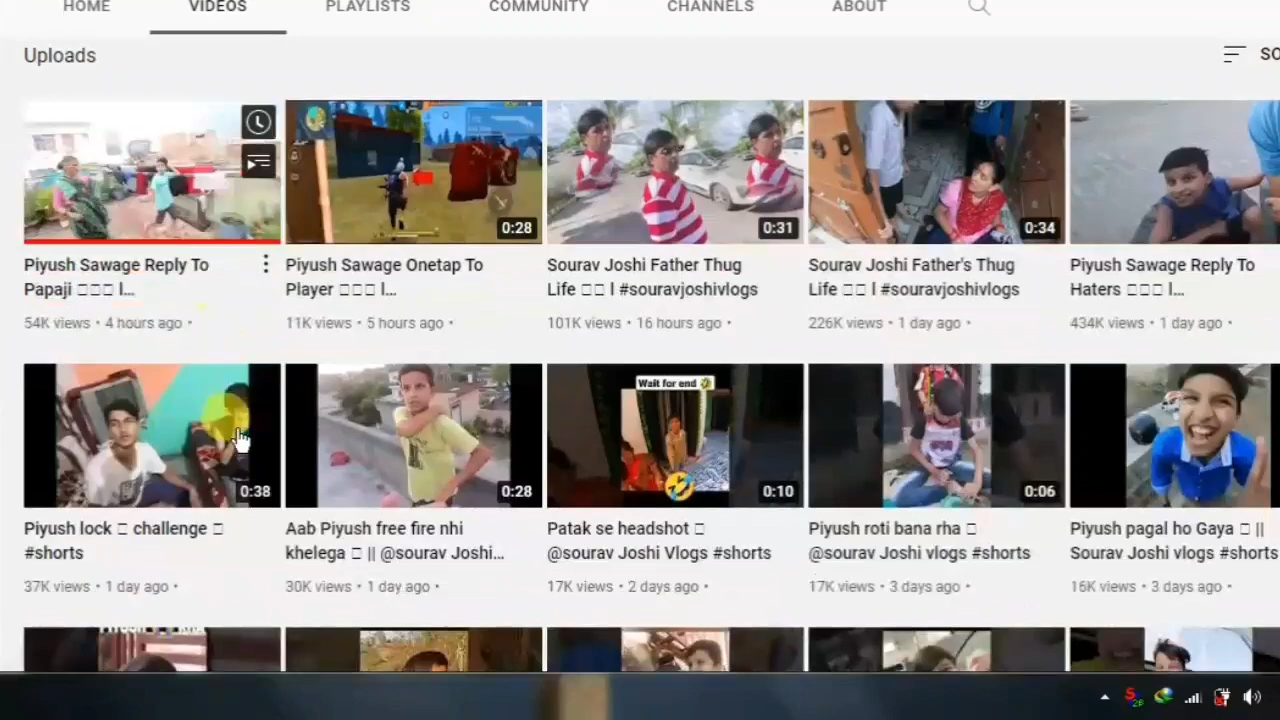 HOME VIDEOS PLAYLISTS COMMUNITY CHANNELS ABOUT
Uploads
SO
0:28 0:31 0:34
Piyush Sawage Reply To
Papaji □□□ l...
54K views • 4 hours ago •
Piyush Sawage Onetap To
Player □□□ l...
11K views • 5 hours ago •
Sourav Joshi Father Thug
Life □□ l #souravjoshivlogs
101K views • 16 hours ago •
Sourav Joshi Father's Thug
Life □□ l #souravjoshivlogs
226K views • 1 day ago •
Piyush Sawage Reply To
Haters □□□ l...
434K views • 1 day ago •
Wait for end 🤣
0:38 0:28 0:10 0:06
Piyush lock □ challenge □
#shorts
37K views • 1 day ago •
Aab Piyush free fire nhi
khelega □ || @sourav Joshi...
30K views • 1 day ago •
Patak se headshot □
@sourav Joshi Vlogs #shorts
17K views • 2 days ago •
Piyush roti bana rha □
@sourav Joshi vlogs #shorts
17K views • 3 days ago •
Piyush pagal ho Gaya □ ||
Sourav Joshi vlogs #shorts
16K views • 3 days ago •